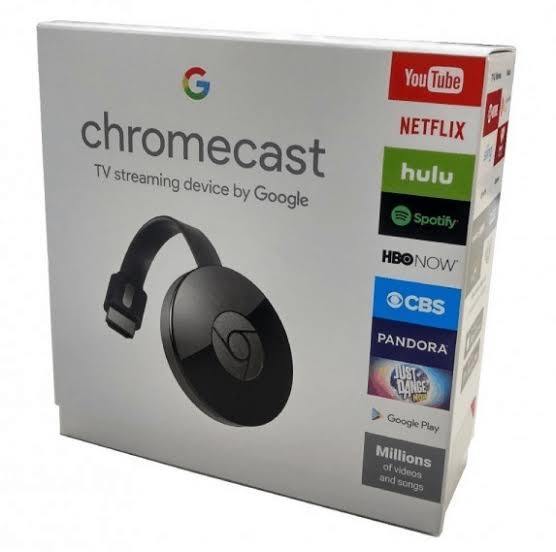 G
chromecast
TV streaming device by Google
YouTube
NETFLIX
hulu
Spotify
HBO NOW
CBS
PANDORA
JUST
DANCE
NOW
Google Play
Millions
of videos
and songs